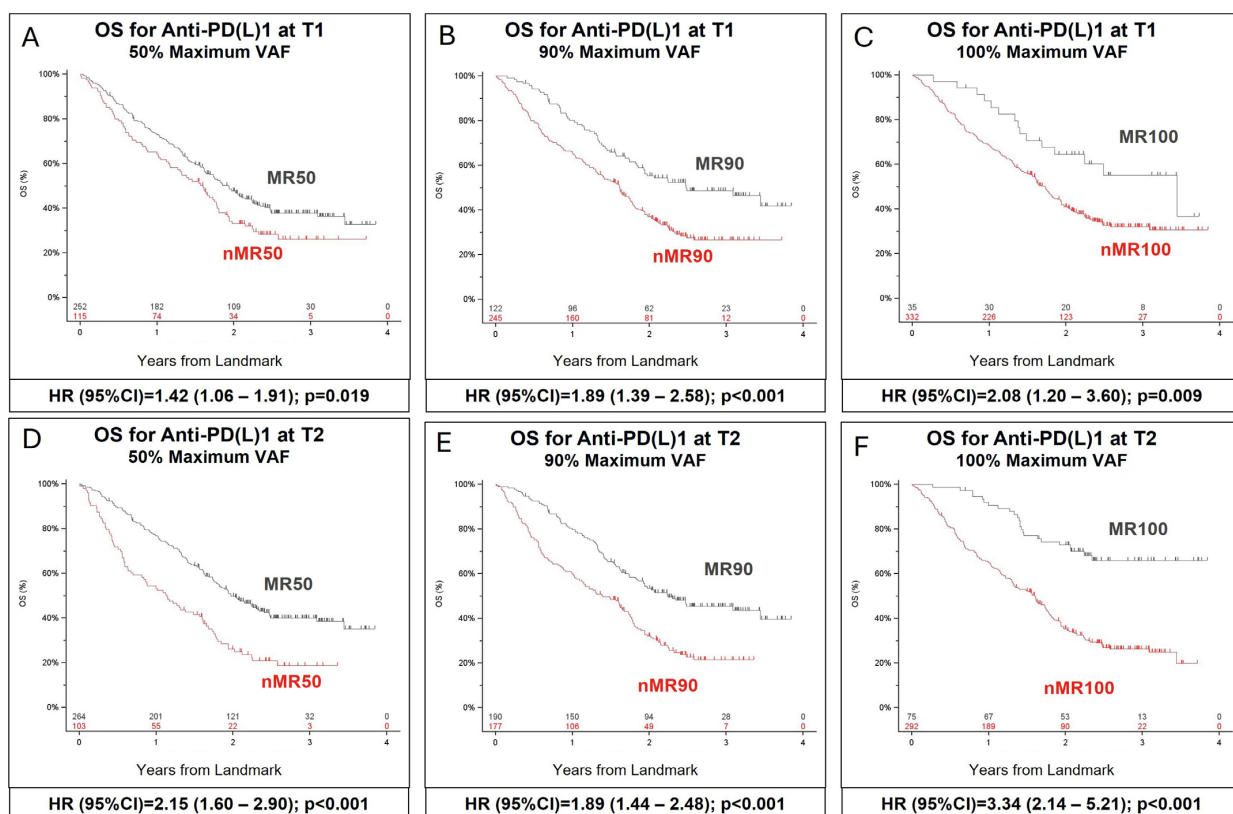 A
OS for Anti-PD(L)1 at T1
50% Maximum VAF
100%
80%
60%
40%
20%
0%
OS (%)
MR50
nMR50
252 182 109 30 0
115 74 34 5 0
0 1 2 3 4
Years from Landmark
HR (95%CI)=1.42 (1.06 – 1.91); p=0.019
B
OS for Anti-PD(L)1 at T1
90% Maximum VAF
100%
80%
60%
40%
20%
0%
OS (%)
MR90
nMR90
122 96 62 23 0
245 160 81 12 0
0 1 2 3 4
Years from Landmark
HR (95%CI)=1.89 (1.39 – 2.58); p<0.001
C
OS for Anti-PD(L)1 at T1
100% Maximum VAF
100%
80%
60%
40%
20%
0%
OS (%)
MR100
nMR100
35 30 20 8 0
332 226 123 27 0
0 1 2 3 4
Years from Landmark
HR (95%CI)=2.08 (1.20 – 3.60; p=0.009
D
OS for Anti-PD(L)1 at T2
50% Maximum VAF
100%
80%
60%
40%
20%
0%
OS (%)
MR50
nMR50
264 201 121 32 0
103 55 22 3 0
0 1 2 3 4
Years from Landmark
HR (95%CI)=2.15 (1.60 – 2.90); p<0.001
E
OS for Anti-PD(L)1 at T2
90% Maximum VAF
100%
80%
60%
40%
20%
0%
OS (%)
MR90
nMR90
190 150 94 28 0
177 106 49 7 0
0 1 2 3 4
Years from Landmark
HR (95%CI)=1.89 (1.44 – 2.48); p<0.001
F
OS for Anti-PD(L)1 at T2
100% Maximum VAF
100%
80%
60%
40%
20%
0%
OS (%)
MR100
nMR100
75 67 53 13 0
292 189 90 22 0
0 1 2 3 4
Years from Landmark
HR (95%CI)=3.34 (2.14 – 5.21); p<0.001